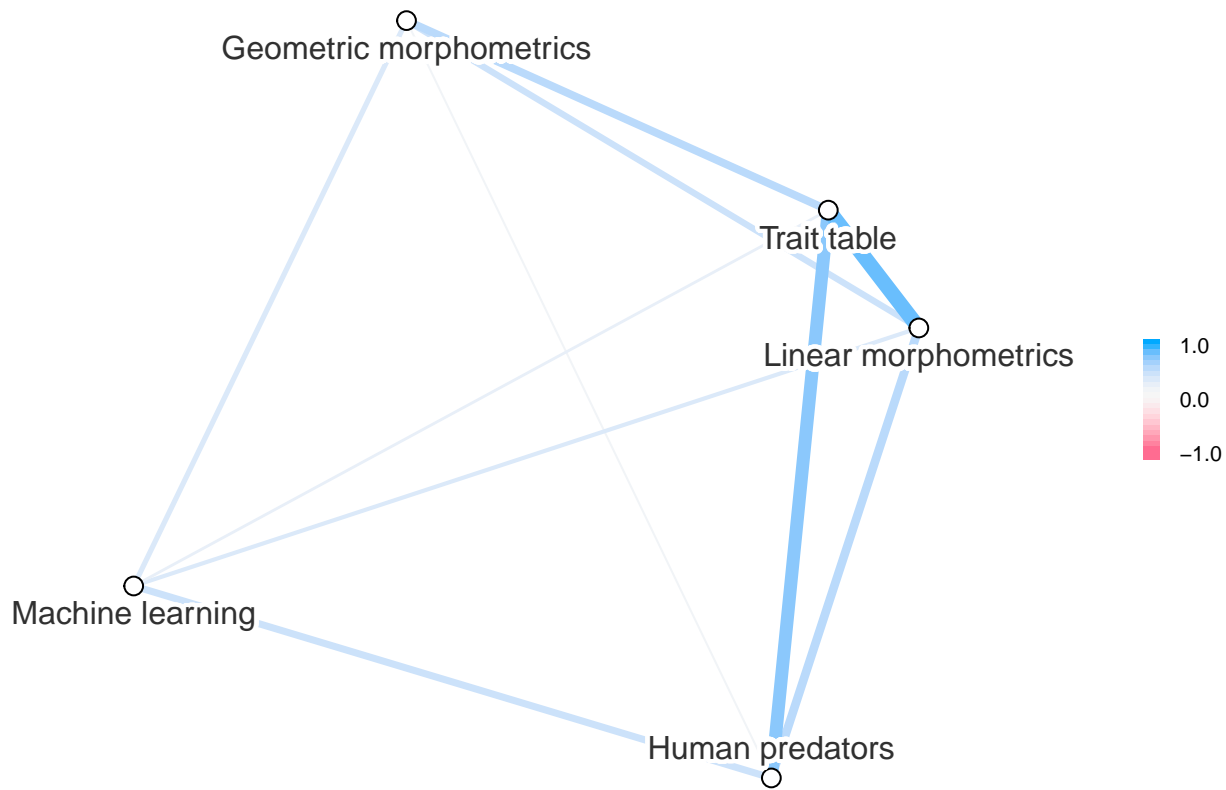 Geometric morphometrics
Trait table
Linear morphometrics
1.0
0.0
−1.0
Machine learning
Human predators